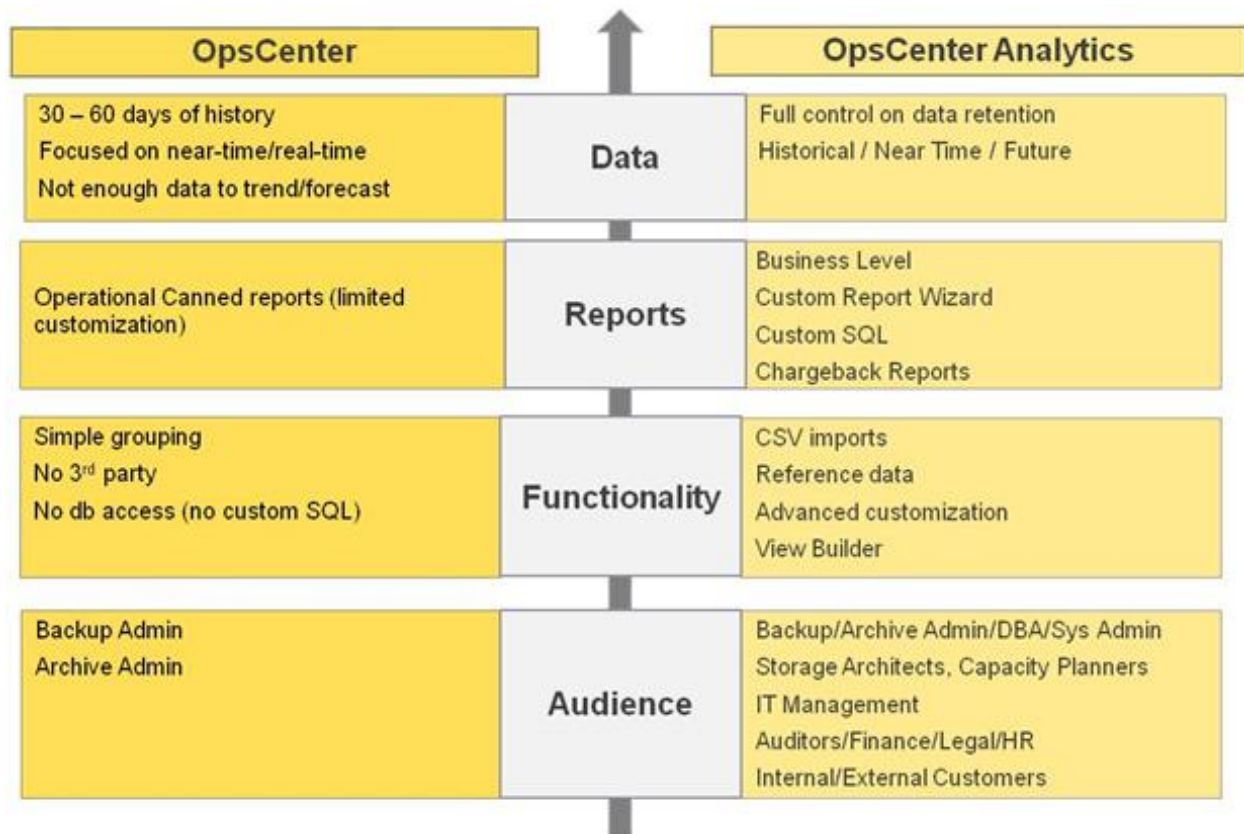 OpsCenter
OpsCenter Analytics
30 – 60 days of history
Focused on near-time/real-time
Not enough data to trend/forecast
Data
Full control on data retention
Historical / Near Time / Future
Operational Canned reports (limited
customization)
Reports
Business Level
Custom Report Wizard
Custom SQL
Chargeback Reports
Simple grouping
No 3rd party
No db access (no custom SQL)
Functionality
CSV imports
Reference data
Advanced customization
View Builder
Backup Admin
Archive Admin
Audience
Backup/Archive Admin/DBA/Sys Admin
Storage Architects, Capacity Planners
IT Management
Auditors/Finance/Legal/HR
Internal/External Customers